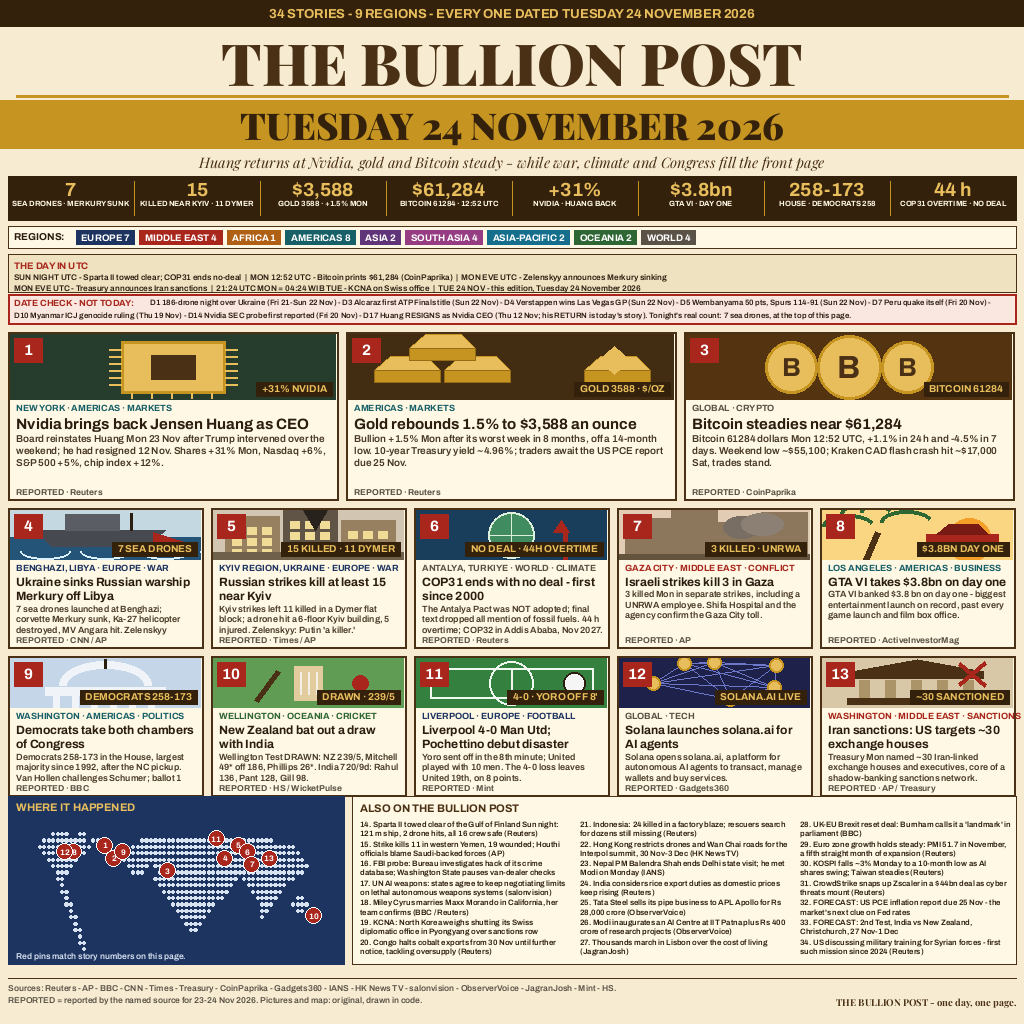 34 STORIES - 9 REGIONS - EVERY ONE DATED TUESDAY 24 NOVEMBER 2026
THE BULLION POST
TUESDAY 24 NOVEMBER 2026
Huang returns at Nvidia, gold and Bitcoin steady – while war, climate and Congress fill the front page
7
SEA DRONES · MERKURY SUNK
15
KILLED NEAR KYIV · 11 DYMER
$3,588
GOLD 3588 · +1.5% MON
$61,284
BITCOIN 61284 · 12:52 UTC
+31%
NVIDIA · HUANG BACK
$3.8bn
GTA VI · DAY ONE
258-173
HOUSE · DEMOCRATS 258
44 h
COP31 OVERTIME · NO DEAL
REGIONS: EUROPE 7 MIDDLE EAST 4 AFRICA 1 AMERICAS 8 ASIA 2 SOUTH ASIA 4 ASIA-PACIFIC 2 OCEANIA 2 WORLD 4
THE DAY IN UTC
SUN NIGHT UTC - Sparta II towed clear; COP31 ends no-deal | MON 12:52 UTC - Bitcoin prints $61,284 (CoinPaprika) | MON EVE UTC - Zelenskyy announces Merkury sinking
MON EVE UTC - Treasury announces Iran sanctions | 21:24 UTC MON = 04:24 WIB TUE - KCNA on Swiss office | TUE 24 NOV UTC - this edition, Tuesday 24 November 2026
DATE CHECK - NOT TODAY: D1 186-drone night over Ukraine (Fri 21-Sun 22 Nov) - D3 Alcaraz first ATP Finals title (Sun 22 Nov) - D4 Verstappen wins Las Vegas GP (Sun 22 Nov) - D5 Wembanyama 50 pts, Spurs 114-91 (Sun 22 Nov) - D7 Peru quake itself (Fri 20 Nov) -
D10 Myanmar ICJ genocide ruling (Thu 19 Nov) - D14 Nvidia SEC probe first reported (Fri 20 Nov) - D17 Huang RESIGNS as Nvidia CEO (Thu 12 Nov; his RETURN is today's story). Tonight's real count: 7 sea drones, at the top of this page.
1
+31% NVIDIA
NEW YORK · AMERICAS · MARKETS
Nvidia brings back Jensen Huang as CEO
Board reinstates Huang Mon 23 Nov after Trump intervened over the
weekend; he had resigned 12 Nov. Shares +31% Mon, Nasdaq +6%,
S&P 500 +5%, chip index +12%.
REPORTED · Reuters
2
GOLD 3588 · $/OZ
AMERICAS · MARKETS
Gold rebounds 1.5% to $3,588 an ounce
Bullion +1.5% Mon after its worst week in 8 months, off a 14-month
low. 10-year Treasury yield ~4.96%; traders await the US PCE report
due 25 Nov.
REPORTED · Reuters
3
B B B
BITCOIN 61284
GLOBAL · CRYPTO
Bitcoin steadies near $61,284
Bitcoin 61284 dollars Mon 12:52 UTC, +1.1% in 24 h and -4.5% in 7
days. Weekend low ~$55,100; Kraken CAD flash crash hit ~$17,000
Sat, trades stand.
REPORTED · CoinPaprika
4
7 SEA DRONES
BENGHAZI, LIBYA · EUROPE · WAR
Ukraine sinks Russian warship
Merkury off Libya
7 sea drones launched at Benghazi;
corvette Merkury sunk, Ka-27 helicopter
destroyed, MV Angara hit. Zelenskyy
REPORTED · CNN / AP
5
15 KILLED · 11 DYMER
KYIV REGION, UKRAINE · EUROPE · WAR
Russian strikes kill at least 15
near Kyiv
Kyiv strikes left 11 killed in a Dymer flat
block; a drone hit a 6-floor Kyiv building, 5
injured. Zelenskyy: Putin 'a killer.'
REPORTED · Times / AP
6
NO DEAL · 44H OVERTIME
ANTALYA, TURKIYE · WORLD · CLIMATE
COP31 ends with no deal - first
since 2000
The Antalya Pact was NOT adopted; final
text dropped all mention of fossil fuels. 44 h
overtime; COP32 in Addis Ababa, Nov 2027.
REPORTED · Reuters
7
3 KILLED · UNRWA
GAZA CITY · MIDDLE EAST · CONFLICT
Israeli strikes kill 3 in Gaza
3 killed Mon in separate strikes, including a
UNRWA employee. Shifa Hospital and the
agency confirm the Gaza City toll.
REPORTED · AP
8
$3.8BN DAY ONE
LOS ANGELES · AMERICAS · BUSINESS
GTA VI takes $3.8bn on day one
GTA VI banked $3.8 bn on day one - biggest
entertainment launch on record, past every
game launch and film box office.
REPORTED · ActiveInvestorMag
9
DEMOCRATS 258-173
WASHINGTON · AMERICAS · POLITICS
Democrats take both chambers
of Congress
Democrats 258-173 in the House, largest
majority since 1992, after the NC pickup.
Van Hollen challenges Schumer; ballot 1
REPORTED · BBC
10
DRAWN · 239/5
WELLINGTON · OCEANIA · CRICKET
New Zealand bat out a draw
with India
Wellington Test DRAWN: NZ 239/5, Mitchell
49* off 186, Phillips 26*. India 720/9d: Rahul
136, Pant 128, Gill 98.
REPORTED · HS / WicketPulse
11
4-0 · YORO OFF 8'
LIVERPOOL · EUROPE · FOOTBALL
Liverpool 4-0 Man Utd;
Pochettino debut disaster
Yoro sent off in the 8th minute; United
played with 10 men. The 4-0 loss leaves
United 19th, on 8 points.
REPORTED · Mint
12
SOLANA.AI LIVE
GLOBAL · TECH
Solana launches solana.ai for
AI agents
Solana opens solana.ai, a platform for
autonomous AI agents to transact, manage
wallets and buy services.
REPORTED · Gadgets360
13
~30 SANCTIONED
WASHINGTON · MIDDLE EAST · SANCTIONS
Iran sanctions: US targets ~30
exchange houses
Treasury Mon named ~30 Iran-linked
exchange houses and executives, core of a
shadow-banking sanctions network.
REPORTED · AP / Treasury
WHERE IT HAPPENED
12 8 1 2 9 3 11 5 6 4 7 13 10
Red pins match story numbers on this page.
ALSO ON THE BULLION POST
14. Sparta II towed clear of the Gulf of Finland Sun night:
121 m ship, 2 drone hits, all 16 crew safe (Reuters)
15. Strike kills 11 in western Yemen, 19 wounded; Houthi
officials blame Saudi-backed forces (AP)
16. FBI probe: Bureau investigates hack of its crime
database; Washington State pauses van-dealer checks
17. UN AI weapons: states agree to keep negotiating limits
on lethal autonomous weapons systems (salonvision)
18. Miley Cyrus marries Maxx Morando in California, her
team confirms (BBC / Reuters)
19. KCNA: North Korea weighs shutting its Swiss
diplomatic office in Pyongyang over sanctions row
20. Congo halts cobalt exports from 30 Nov until further
notice, tackling oversupply (Reuters)
21. Indonesia: 24 killed in a factory blaze; rescuers search
for dozens still missing (Reuters)
22. Hong Kong restricts drones and Wan Chai roads for the
Interpol summit, 30 Nov-3 Dec (HK News TV)
23. Nepal PM Balendra Shah ends Delhi state visit; he met
Modi on Monday (IANS)
24. India considers rice export duties as domestic prices
keep rising (Reuters)
25. Tata Steel sells its pipe business to APL Apollo for Rs
28,000 crore (ObserverVoice)
26. Modi inaugurates an AI Centre at IIT Patna plus Rs 400
crore of research projects (ObserverVoice)
27. Thousands march in Lisbon over the cost of living
(JagranJosh)
28. UK-EU Brexit reset deal: Burnham calls it a 'landmark' in
parliament (BBC)
29. Euro zone growth holds steady: PMI 51.7 in November,
a fifth straight month of expansion (Reuters)
30. KOSPI falls ~3% Monday to a 10-month low as AI
shares swing; Taiwan steadies (Reuters)
31. CrowdStrike snaps up Zscaler in a $44bn deal as cyber
threats mount (Reuters)
32. FORECAST: US PCE inflation report due 25 Nov - the
market's next clue on Fed rates
33. FORECAST: 2nd Test, India vs New Zealand,
Christchurch, 27 Nov-1 Dec
34. US discussing military training for Syrian forces - first
such mission since 2024 (Reuters)
Sources: Reuters - AP - BBC - CNN - Times - Treasury - CoinPaprika - Gadgets360 - IANS - HK News TV - salonvision - ObserverVoice - JagranJosh - Mint - HS.
REPORTED = reported by the named source for 23-24 Nov 2026. Pictures and map: original, drawn in code.
THE BULLION POST – one day, one page.